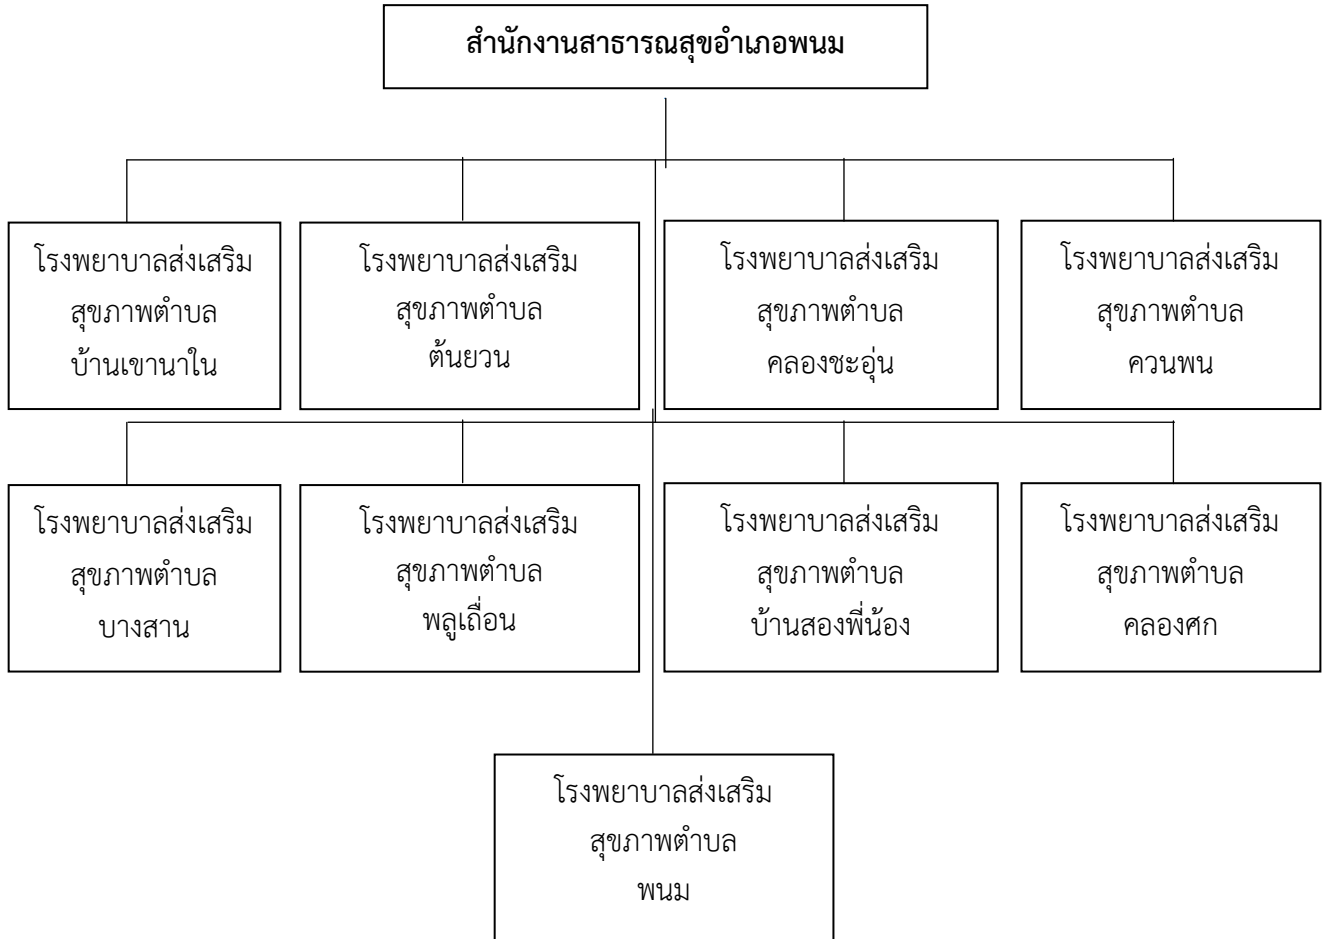 สำนักงานสาธารณสุขอำเภอพนม
โรงพยาบาลส่งเสริม
สุขภาพตำบล
บ้านเขานาใน
โรงพยาบาลส่งเสริม
สุขภาพตำบล
ต้นยวน
โรงพยาบาลส่งเสริม
สุขภาพตำบล
คลองชะอุ่น
โรงพยาบาลส่งเสริม
สุขภาพตำบล
ควนพน
โรงพยาบาลส่งเสริม
สุขภาพตำบล
บางสาน
โรงพยาบาลส่งเสริม
สุขภาพตำบล
พลูเถื่อน
โรงพยาบาลส่งเสริม
สุขภาพตำบล
บ้านสองพี่น้อง
โรงพยาบาลส่งเสริม
สุขภาพตำบล
คลองศก
โรงพยาบาลส่งเสริม
สุขภาพตำบล
พนม